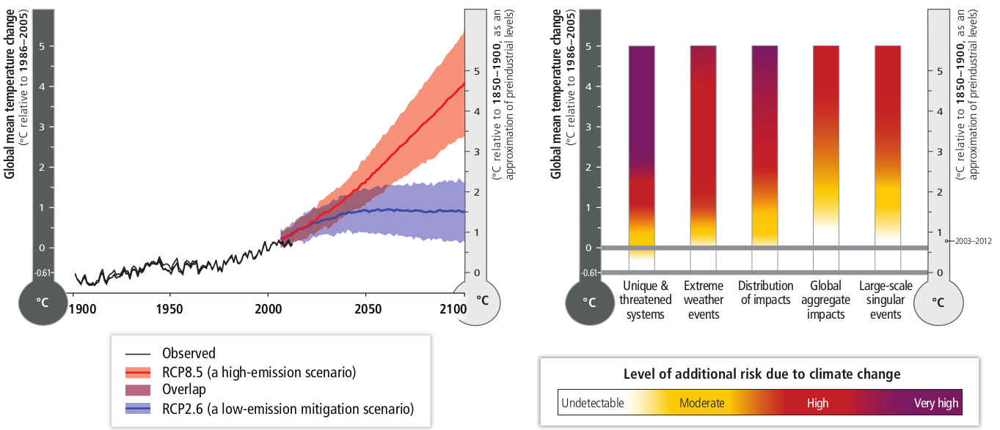 Global mean temperature change
(°C relative to 1986–2005)
5
4
3
2
1
0
-0.61
°C
1900
1950
2000
2050
2100
5
4
3
2
1
0
°C
(°C relative to 1850–1900, as an
approximation of preindustrial levels)
Observed
RCP8.5 (a high-emission scenario)
Overlap
RCP2.6 (a low-emission mitigation scenario)
Global mean temperature change
(°C relative to 1986–2005)
5
4
3
2
1
0
-0.61
°C
Unique &
threatened
systems
Extreme
weather
events
Distribution
of impacts
Global
aggregate
impacts
Large-scale
singular
events
5
4
3
2
1
0
°C
2003–2012
(°C relative to 1850–1900, as an
approximation of preindustrial levels)
Level of additional risk due to climate change
Undetectable Moderate High Very high